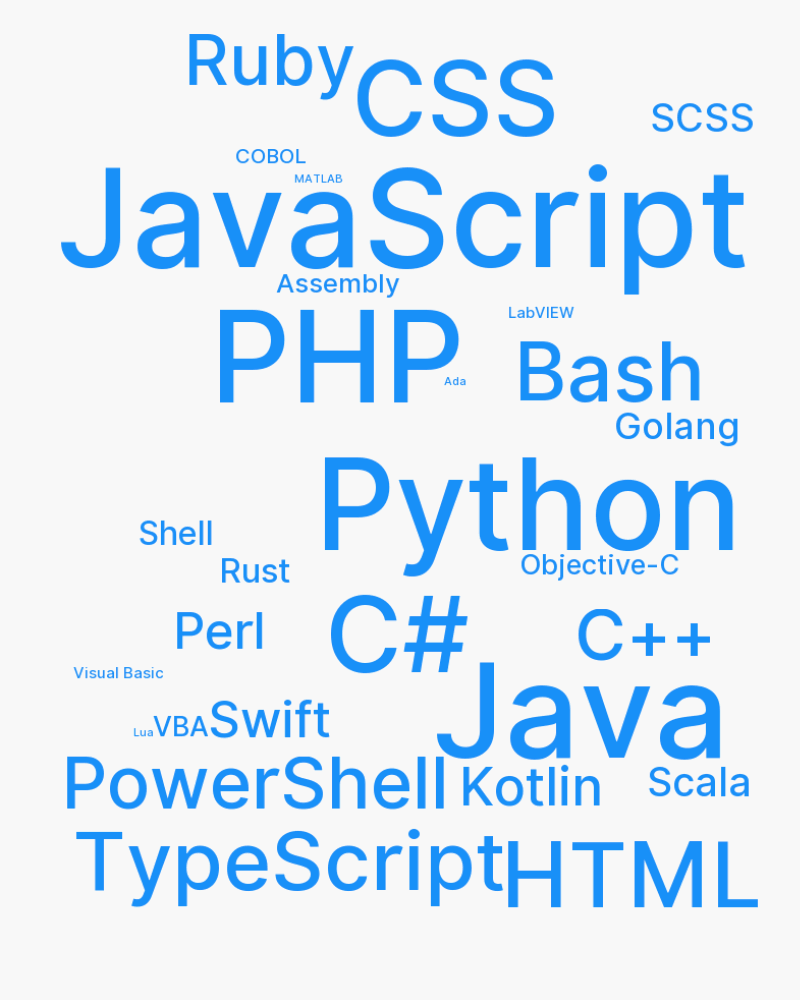 Ruby
CSS
SCSS
COBOL
MATLAB
JavaScript
Assembly
PHP
LabVIEW
Ada
Bash
Golang
Python
Shell
Objective-C
Rust
C#
C++
Perl
Visual Basic
Java
Lua
VBA
Swift
PowerShell
Kotlin
Scala
TypeScript
HTML